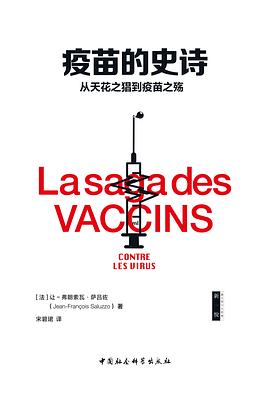 疫苗的史诗
从天花之猖到疫苗之殇
La saga des
VACCINS
CONTRE
LES VIRUS
［法］让－弗朗索瓦·萨吕佐
（Jean-François Saluzzo）著
宋碧珺 译
新悦
中国社会科学出版社